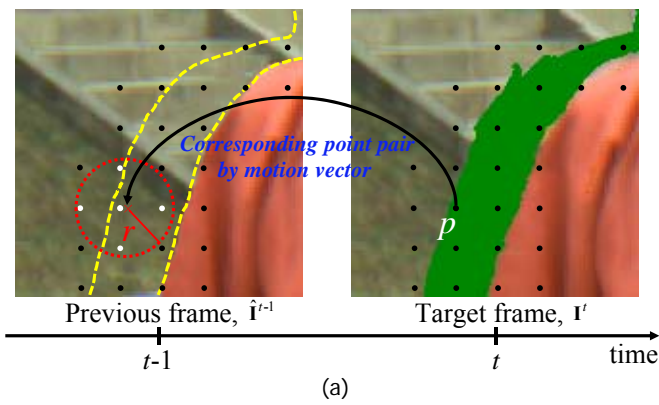 Corresponding point pair
by motion vector
r
p
Previous frame, Î^{t-1}
Target frame, I^t
t-1
t
time
(a)